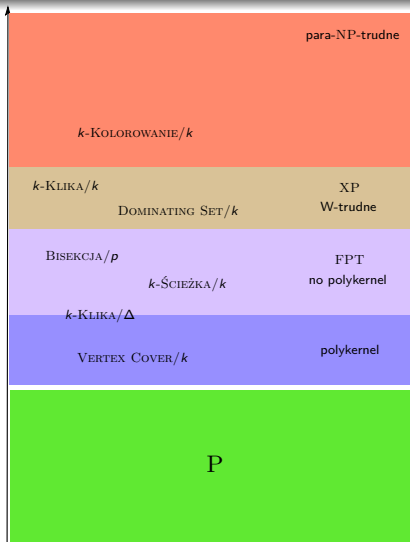 para-NP-trudne
k-Kolorowanie/k
k-Klika/k
XP
Dominating Set/k
W-trudne
Bisekcja/p
FPT
k-Ścieżka/k
no polykernel
k-Klika/Δ
Vertex Cover/k
polykernel
P